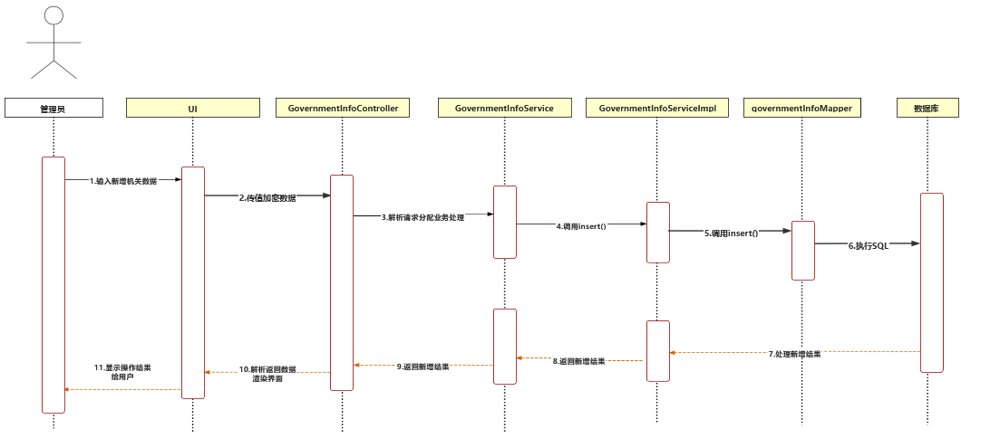 管理员
UI
GovernmentInfoController
GovernmentInfoService
GovernmentInfoServiceImpl
governmentInfoMapper
数据库
1.输入新增机关数据
2.传值加密数据
3.解析请求分配业务处理
4.调用insert()
5.调用insert()
6.执行SQL
7.处理新增结果
8.返回新增结果
9.返回新增结果
10.解析返回数据
渲染界面
11.显示操作结果
给用户